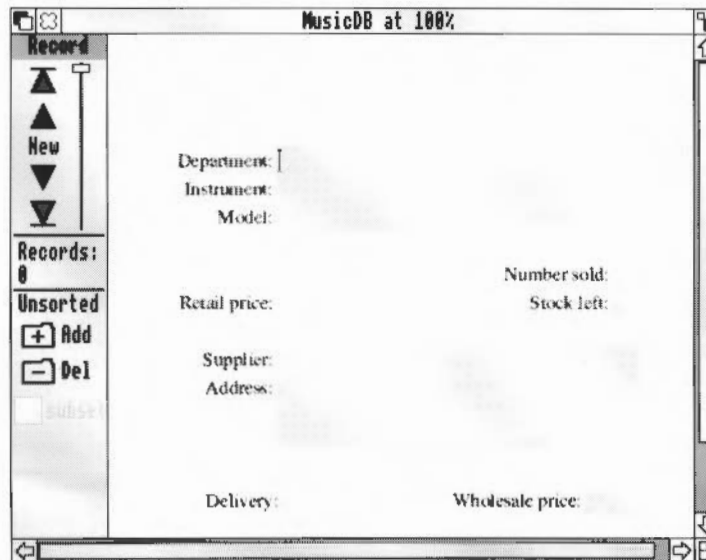 MusicDB at 100%
Record
New
Records:
0
Unsorted
Add
Del
subsel
Department:
Instrument:
Model:
Number sold:
Retail price:
Stock left:
Supplier:
Address:
Delivery:
Wholesale price: